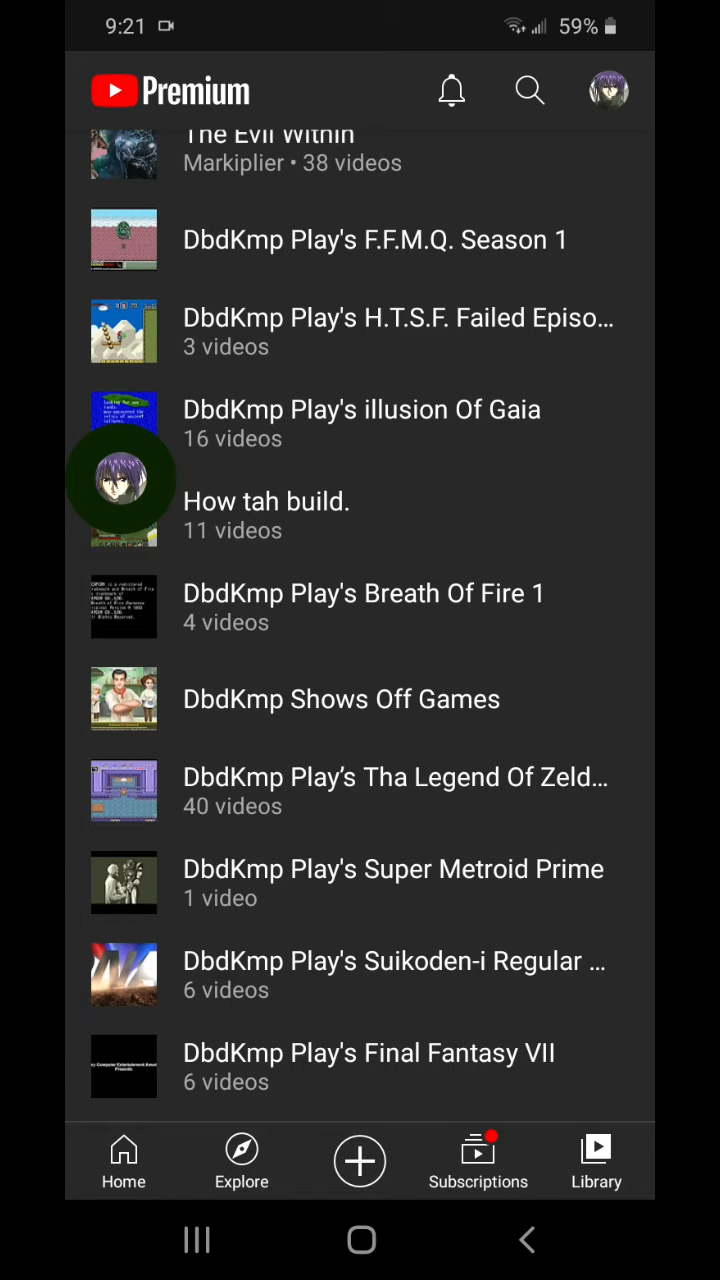 9:21
59%
Premium
The Evil Within
Markiplier • 38 videos
DbdKmp Play's F.F.M.Q. Season 1
DbdKmp Play's H.T.S.F. Failed Episo...
3 videos
DbdKmp Play's illusion Of Gaia
16 videos
How tah build.
11 videos
DbdKmp Play's Breath Of Fire 1
4 videos
DbdKmp Shows Off Games
DbdKmp Play’s Tha Legend Of Zeld...
40 videos
DbdKmp Play's Super Metroid Prime
1 video
DbdKmp Play's Suikoden-i Regular ...
6 videos
DbdKmp Play's Final Fantasy VII
6 videos
Home
Explore
Subscriptions
Library